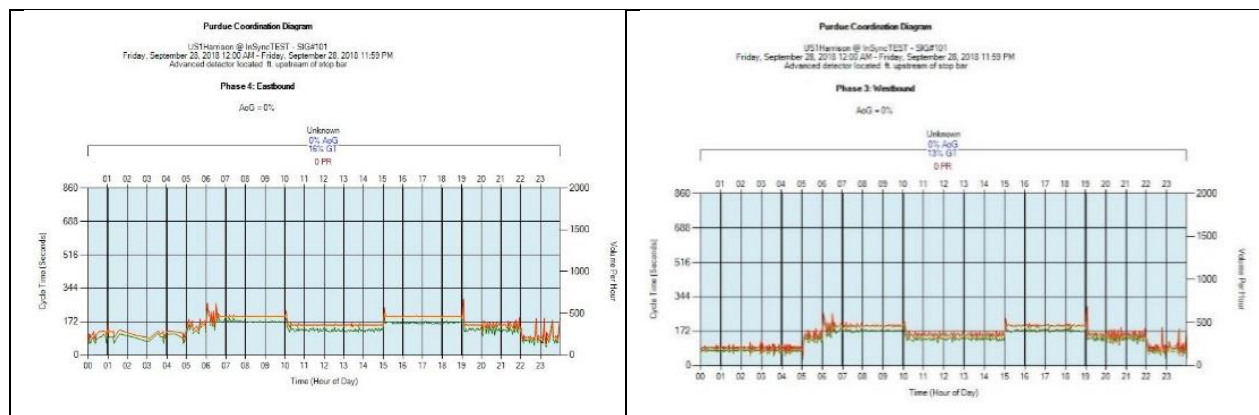 Purdue Coordination Diagram
US1Harrison @ InSyncTEST - SIG#101
Friday, September 28, 2018 12:00 AM - Friday, September 28, 2018 11:59 PM
Advanced detector located ft. upstream of stop bar
Phase 4: Eastbound
AoG = 0%
Unknown
0% AoG
16% GT
0 PR
01 02 03 04 05 06 07 08 09 10 11 12 13 14 15 16 17 18 19 20 21 22 23
860 2000
688 1500
516 1000
344 500
172
0 0
Cycle Time (Seconds)
Volume Per Hour
00 01 02 03 04 05 06 07 08 09 10 11 12 13 14 15 16 17 18 19 20 21 22 23
Time (Hour of Day)
Purdue Coordination Diagram
US1Harrison @ InSyncTEST - SIG#101
Friday, September 28, 2018 12:00 AM - Friday, September 28, 2018 11:59 PM
Advanced detector located ft. upstream of stop bar
Phase 3: Westbound
AoG = 0%
Unknown
0% AoG
13% GT
0 PR
01 02 03 04 05 06 07 08 09 10 11 12 13 14 15 16 17 18 19 20 21 22 23
860 2000
688 1500
516 1000
344 500
172
0 0
Cycle Time (Seconds)
Volume Per Hour
00 01 02 03 04 05 06 07 08 09 10 11 12 13 14 15 16 17 18 19 20 21 22 23
Time (Hour of Day)